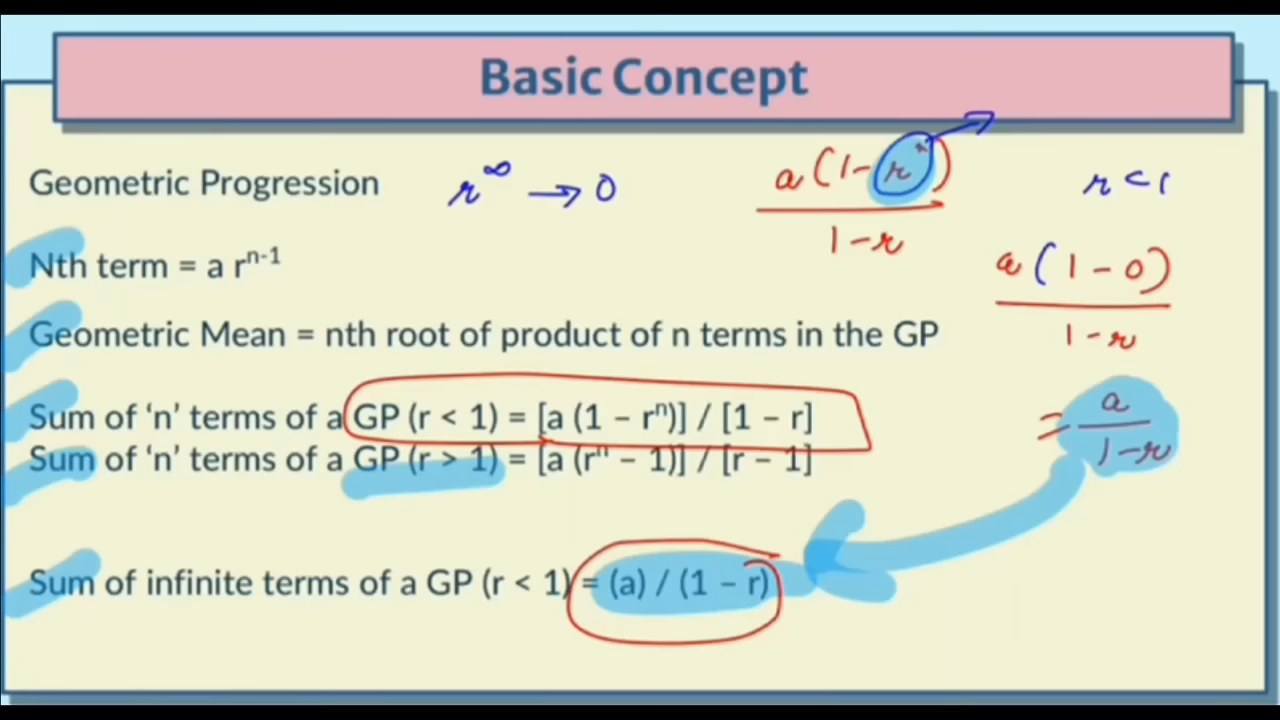 Basic Concept
Geometric Progression
r^∞ → 0
a(1-r^n)
1-r
r<1
Nth term = a r^n-1
a(1-0)
1-r
Geometric Mean = nth root of product of n terms in the GP
Sum of ‘n’ terms of a GP (r < 1) = [a (1 – r^n)] / [1 – r]
= a
1-r
Sum of ‘n’ terms of a GP (r > 1) = [a (r^n – 1)] / [r – 1]
Sum of infinite terms of a GP (r < 1) = (a) / (1 – r)